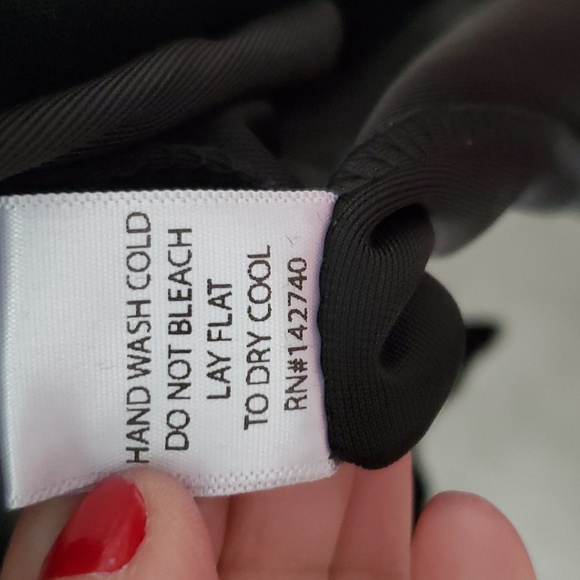 HAND WASH COLD
DO NOT BLEACH
LAY FLAT
TO DRY COOL
RN#142740